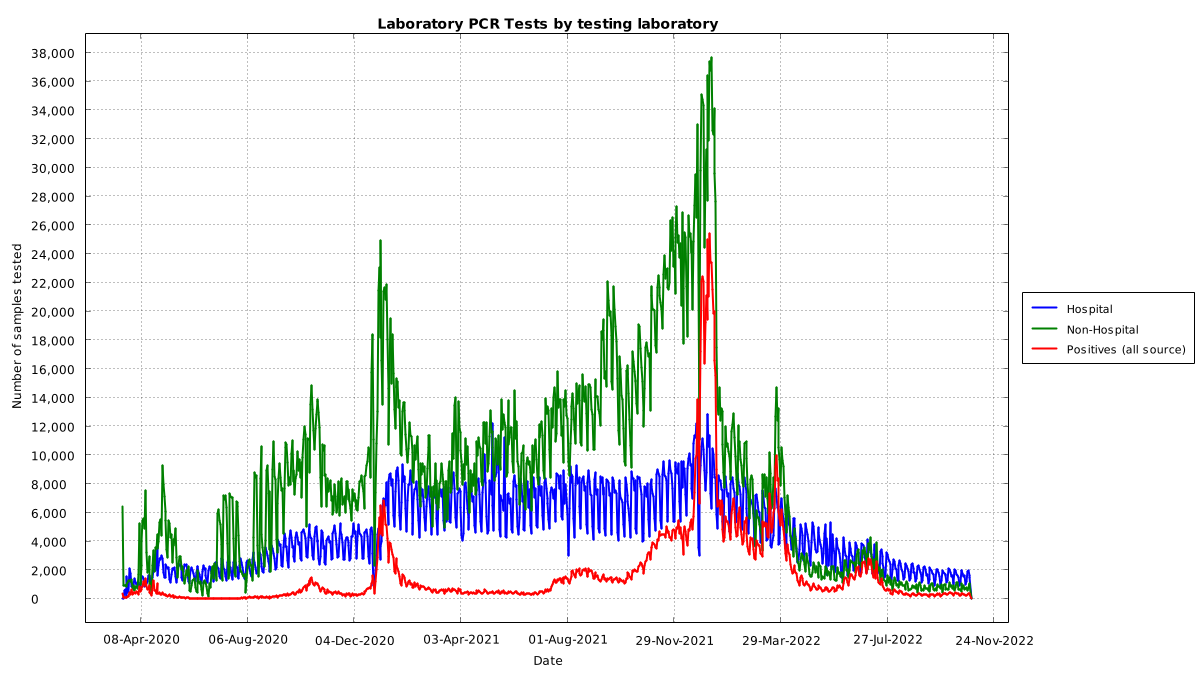 Laboratory PCR Tests by testing laboratory
38,000
36,000
34,000
32,000
30,000
28,000
26,000
24,000
22,000
20,000
18,000
16,000
14,000
12,000
10,000
8,000
6,000
4,000
2,000
0
Number of samples tested
08-Apr-2020
06-Aug-2020
04-Dec-2020
03-Apr-2021
01-Aug-2021
29-Nov-2021
29-Mar-2022
27-Jul-2022
24-Nov-2022
Date
Hospital
Non-Hospital
Positives (all source)